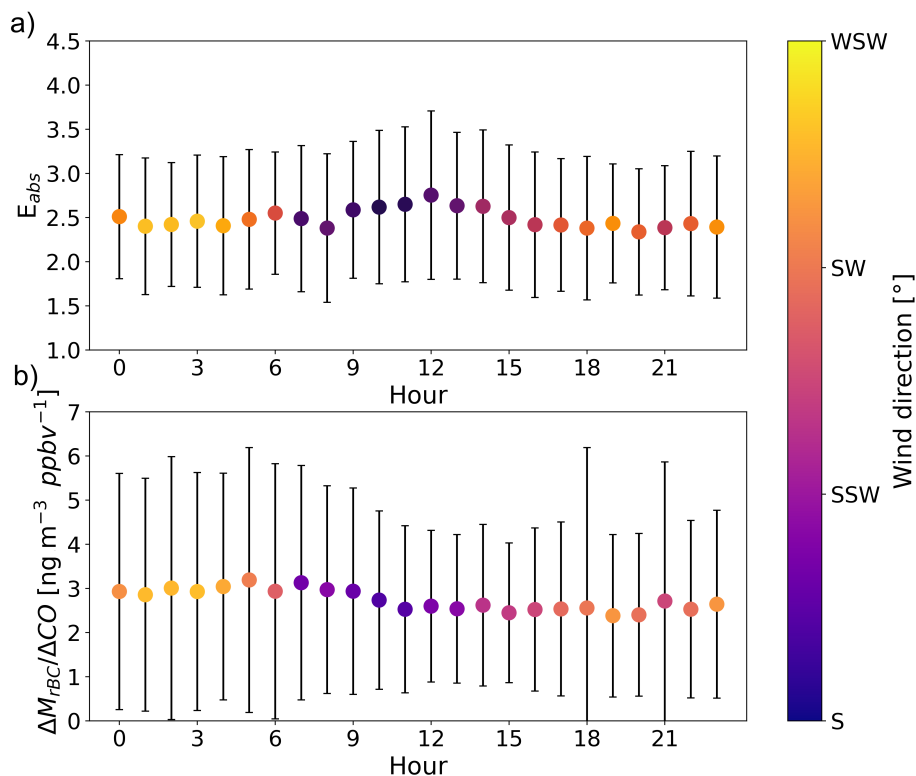 a)
4.5
4.0
3.5
3.0
2.5
2.0
1.5
1.0
E_abs
0 3 6 9 12 15 18 21
Hour
b)
7
6
5
4
3
2
1
0
ΔM_rBC/ΔCO [ng m⁻³ ppbv⁻¹]
0 3 6 9 12 15 18 21
Hour
WSW
SW
SSW
S
Wind direction [°]